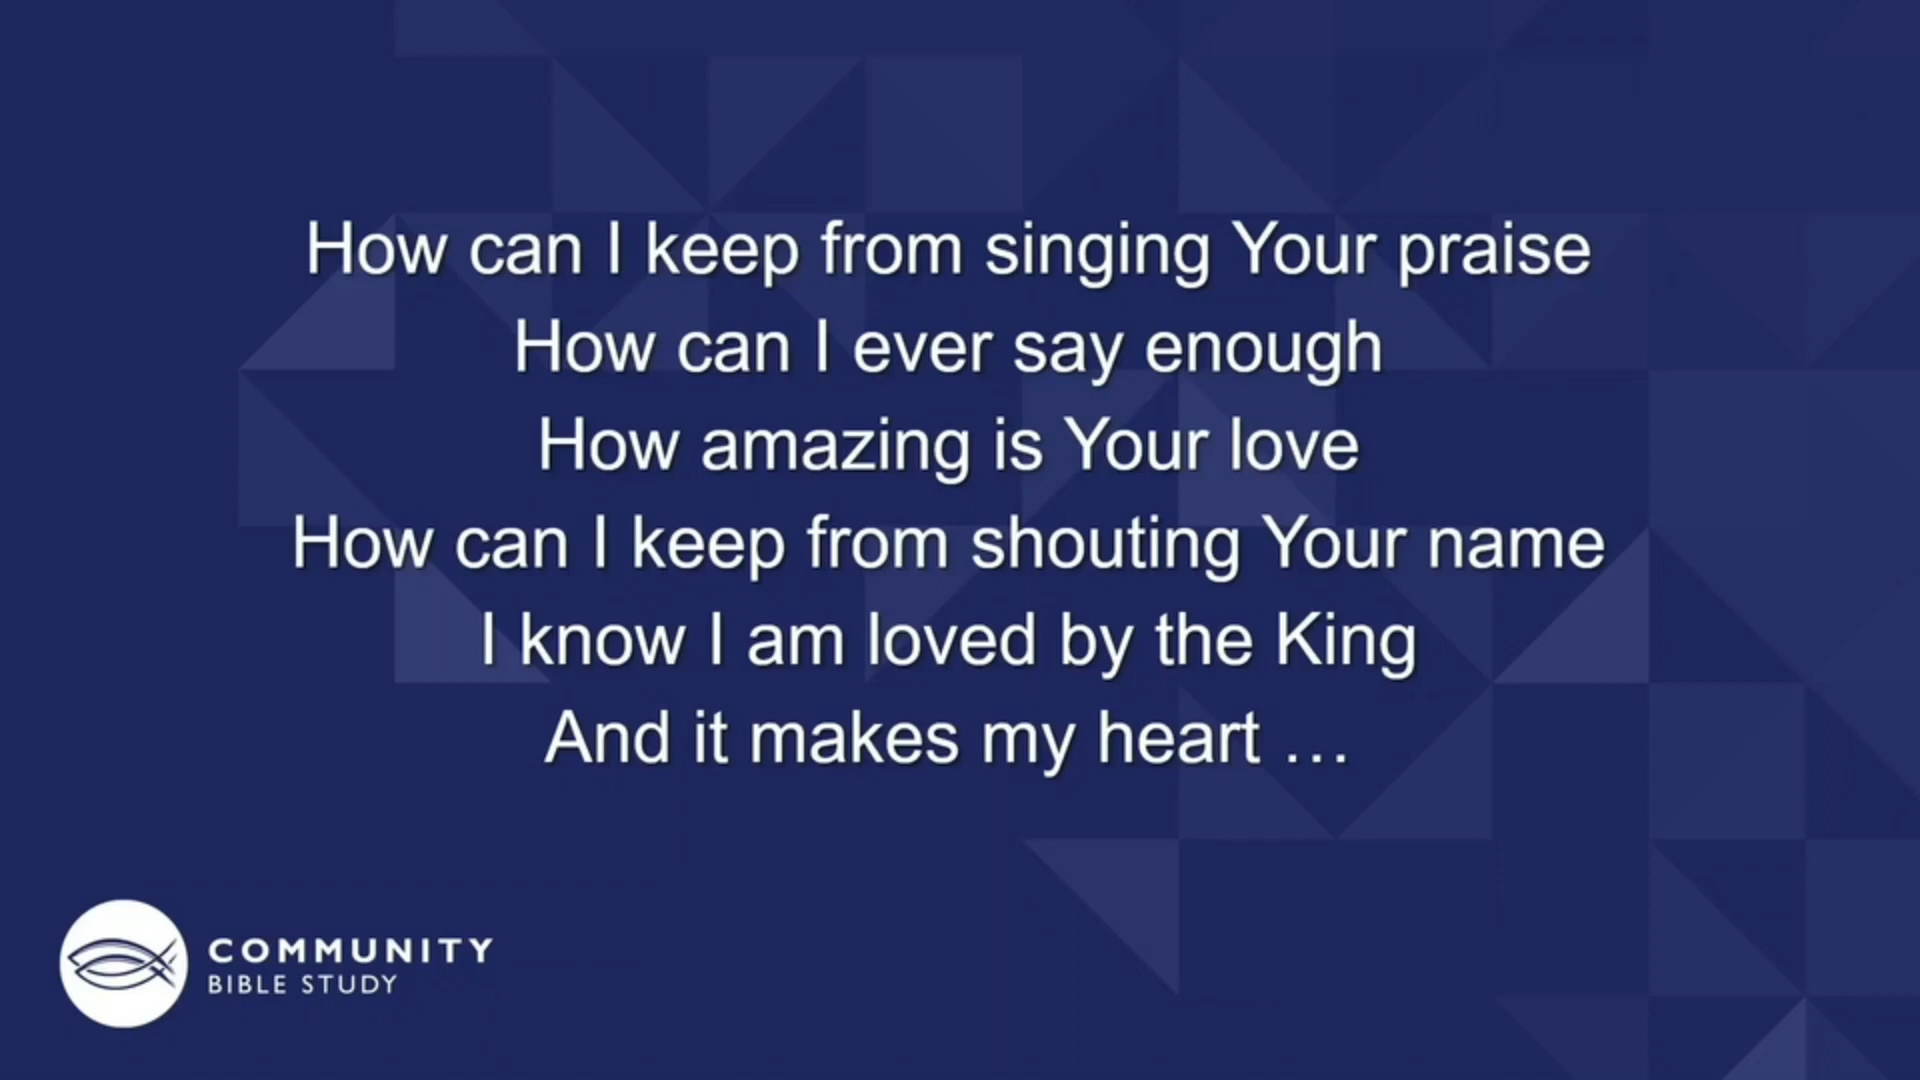 How can I keep from singing Your praise
How can I ever say enough
How amazing is Your love
How can I keep from shouting Your name
I know I am loved by the King
And it makes my heart …
COMMUNITY
BIBLE STUDY